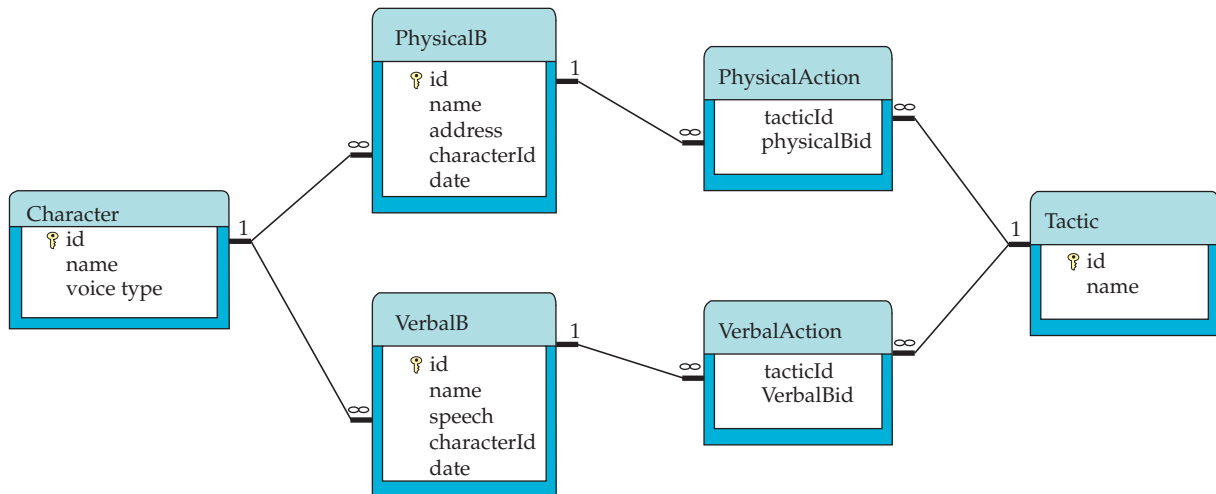 Character
id
name
voice type
1
∞
∞
PhysicalB
id
name
address
characterId
date
1
∞
PhysicalAction
tacticId
physicalBid
∞
VerbalB
id
name
speech
characterId
date
1
∞
VerbalAction
tacticId
VerbalBid
∞
1
Tactic
id
name